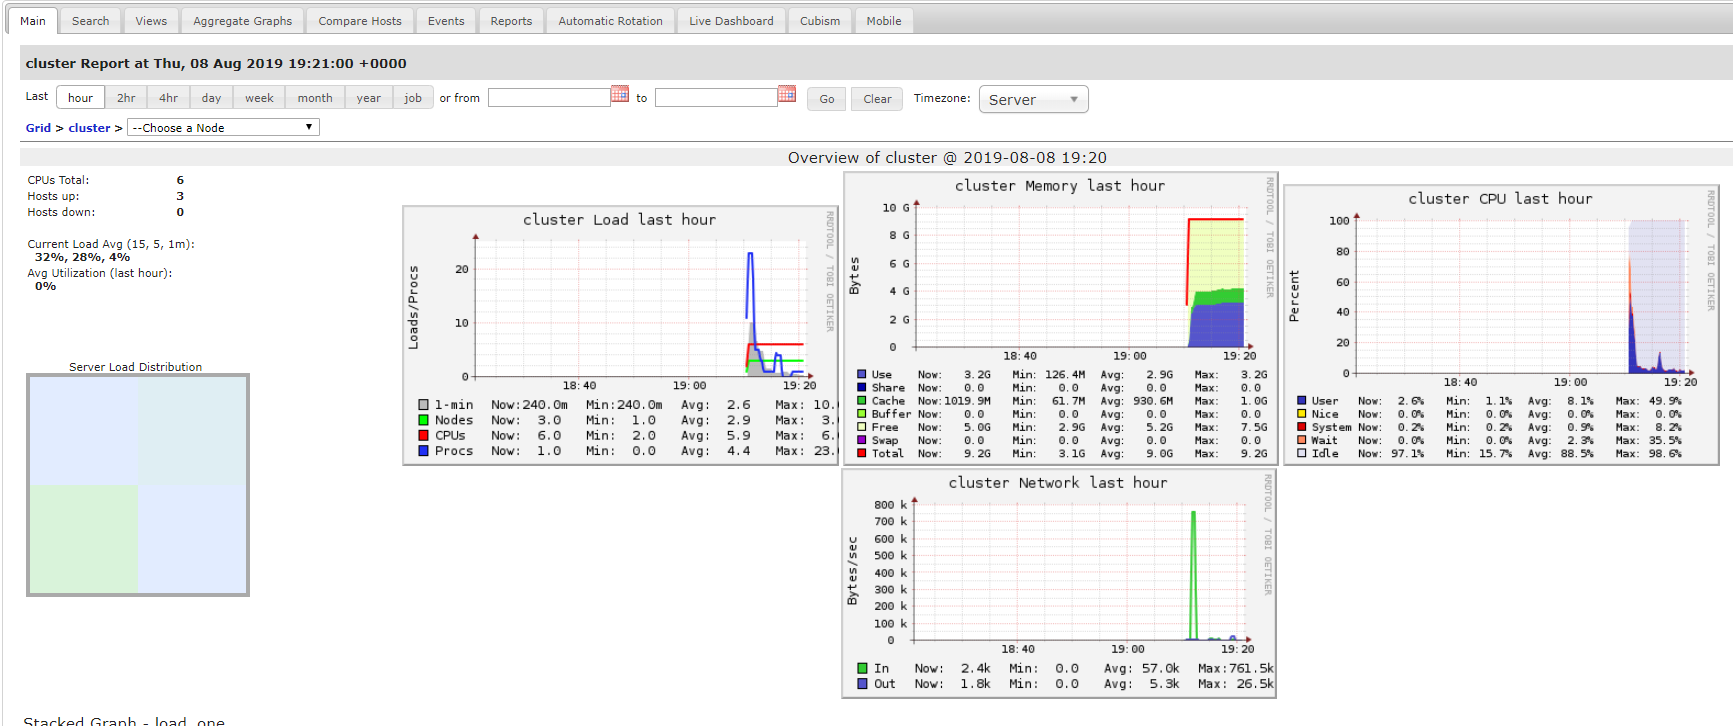 Main Search Views Aggregate Graphs Compare Hosts Events Reports Automatic Rotation Live Dashboard Cubism Mobile
cluster Report at Thu, 08 Aug 2019 19:21:00 +0000
Last hour 2hr 4hr day week month year job or from to Go Clear Timezone: Server
Grid > cluster > --Choose a Node
Overview of cluster @ 2019-08-08 19:20
CPUs Total: 6
Hosts up: 3
Hosts down: 0
Current Load Avg (15, 5, 1m):
32%, 28%, 4%
Avg Utilization (last hour):
0%
Server Load Distribution
cluster Load last hour
RRDTOOL / TOBI OETIKER
Loads/Procs
20
10
0
18:40 19:00 19:20
1-min Now:240.0m Min:240.0m Avg: 2.6 Max: 10.
Nodes Now: 3.0 Min: 1.0 Avg: 2.9 Max: 3.
CPUs Now: 6.0 Min: 2.0 Avg: 5.9 Max: 6.
Procs Now: 1.0 Min: 0.0 Avg: 4.4 Max: 23.
cluster Memory last hour
RRDTOOL / TOBI OETIKER
Bytes
10 G
8 G
6 G
4 G
2 G
0
18:40 19:00 19:20
Use Now: 3.2G Min: 126.4M Avg: 2.9G Max: 3.2G
Share Now: 0.0 Min: 0.0 Avg: 0.0 Max: 0.0
Cache Now:1019.9M Min: 61.7M Avg: 930.6M Max: 1.0G
Buffer Now: 0.0 Min: 0.0 Avg: 0.0 Max: 0.0
Free Now: 5.0G Min: 2.9G Avg: 5.2G Max: 7.5G
Swap Now: 0.0 Min: 0.0 Avg: 0.0 Max: 0.0
Total Now: 9.2G Min: 3.1G Avg: 9.0G Max: 9.2G
cluster CPU last hour
RRDTOOL / TOBI OETIKER
Percent
100
80
60
40
20
0
18:40 19:00 19:20
User Now: 2.6% Min: 1.1% Avg: 8.1% Max: 49.9%
Nice Now: 0.0% Min: 0.0% Avg: 0.0% Max: 0.0%
System Now: 0.2% Min: 0.2% Avg: 0.9% Max: 8.2%
Wait Now: 0.0% Min: 0.0% Avg: 2.3% Max: 35.5%
Idle Now: 97.1% Min: 15.7% Avg: 88.5% Max: 98.6%
cluster Network last hour
RRDTOOL / TOBI OETIKER
Bytes/sec
800 k
700 k
600 k
500 k
400 k
300 k
200 k
100 k
0
18:40 19:00 19:20
In Now: 2.4k Min: 0.0 Avg: 57.0k Max:761.5k
Out Now: 1.8k Min: 0.0 Avg: 5.3k Max: 26.5k
Stacked Graph - load_one